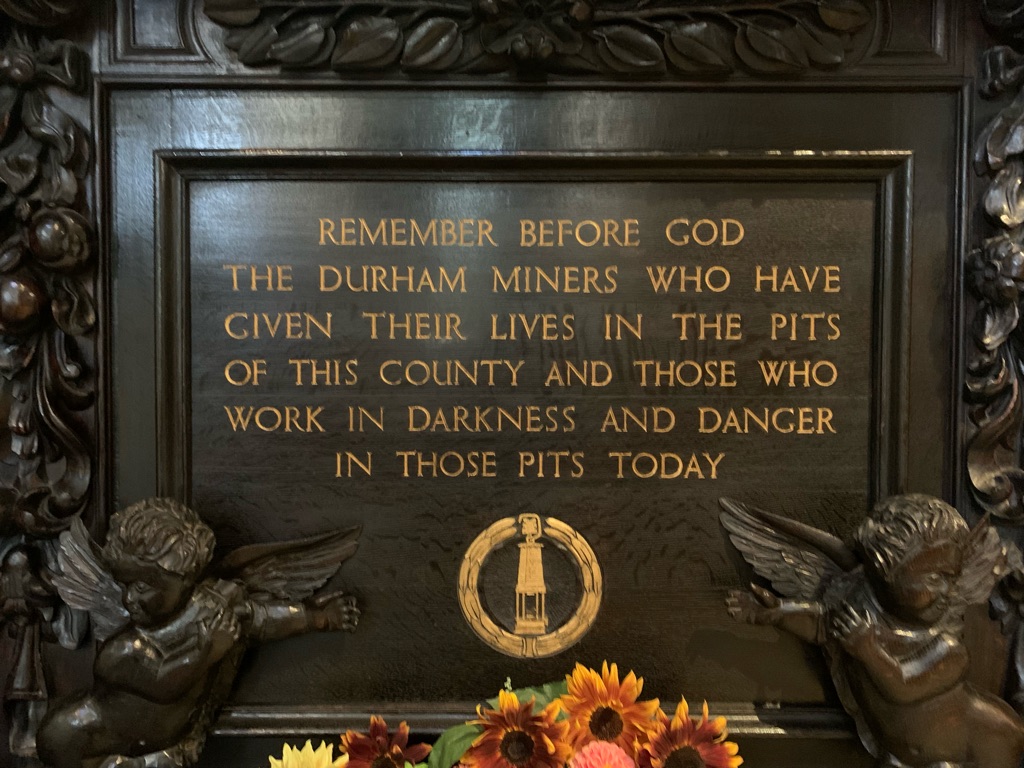 REMEMBER BEFORE GOD
THE DURHAM MINERS WHO HAVE
GIVEN THEIR LIVES IN THE PITS
OF THIS COUNTY AND THOSE WHO
WORK IN DARKNESS AND DANGER
IN THOSE PITS TODAY